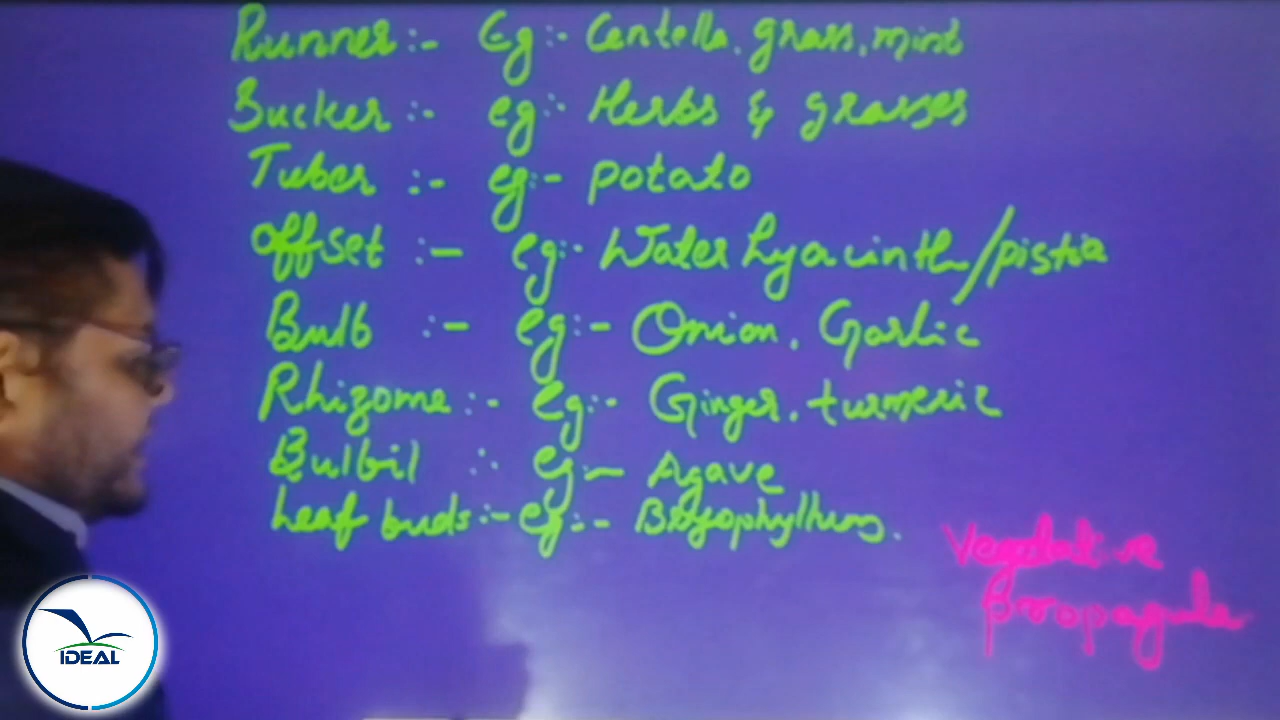 Runner:- Eg:- Centella, grass, mint
Sucker :- eg:- Herbs & grasses
Tuber :- eg:- potato
offset :- eg:- Water hyacinth/pistia
Bulb :- eg:- Onion, Garlic
Rhizome:- Eg:- Ginger, turmeric
Bulbil :- eg- Agave
Leaf buds:- eg:- Bryophyllum.
Vegetative
propagule
IDEAL